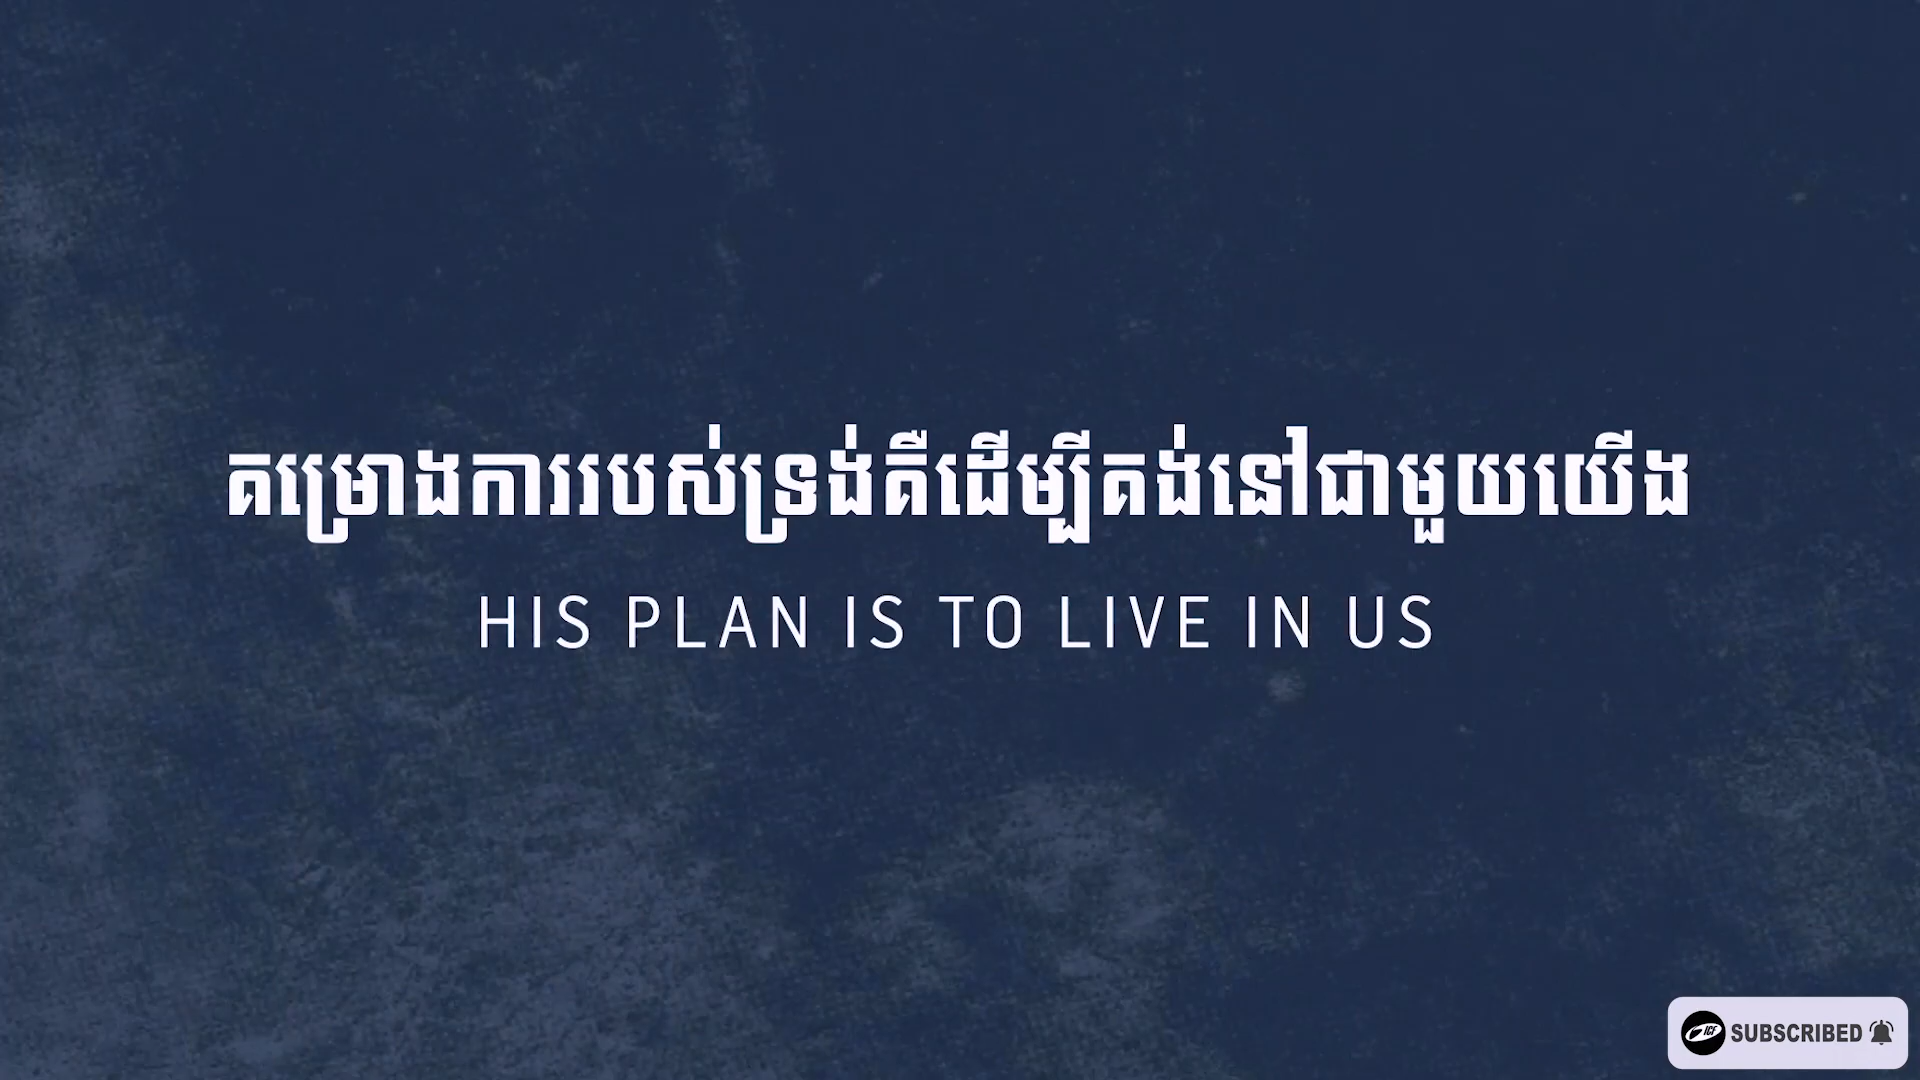 គម្រោងការរបស់ទ្រង់គឺដើម្បីគង់នៅជាមួយយើង
HIS PLAN IS TO LIVE IN US
ICF SUBSCRIBED